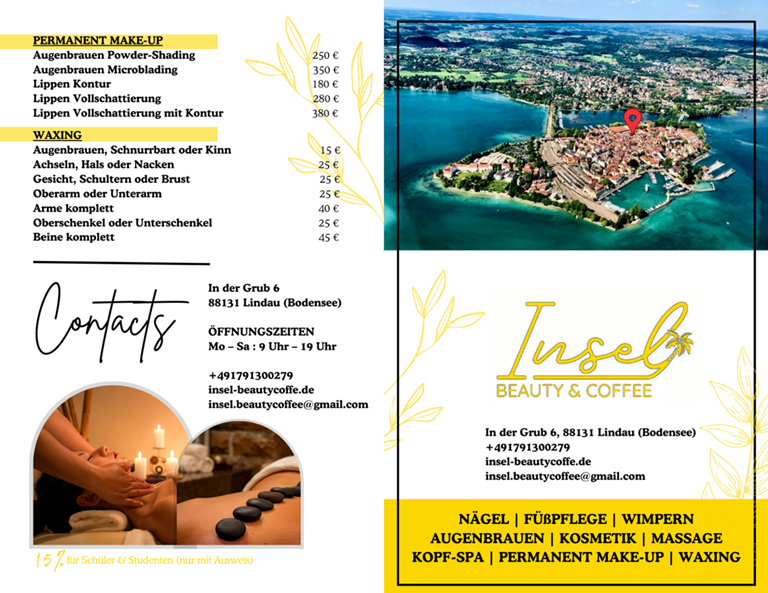 PERMANENT MAKE-UP
Augenbrauen Powder-Shading 250 €
Augenbrauen Microblading 350 €
Lippen Kontur 180 €
Lippen Vollschattierung 280 €
Lippen Vollschattierung mit Kontur 380 €
WAXING
Augenbrauen, Schnurrbart oder Kinn 15 €
Achseln, Hals oder Nacken 25 €
Gesicht, Schultern oder Brust 25 €
Oberarm oder Unterarm 25 €
Arme komplett 40 €
Oberschenkel oder Unterschenkel 25 €
Beine komplett 45 €
Contacts
In der Grub 6
88131 Lindau (Bodensee)
ÖFFNUNGSZEITEN
Mo – Sa : 9 Uhr – 19 Uhr
+491791300279
insel-beautycoffe.de
insel.beautycoffee@gmail.com
15% für Schüler & Studenten (nur mit Ausweis)
Insel
BEAUTY & COFFEE
In der Grub 6, 88131 Lindau (Bodensee)
+491791300279
insel-beautycoffe.de
insel.beautycoffee@gmail.com
NÄGEL | FÜßPFLEGE | WIMPERN
AUGENBRAUEN | KOSMETIK | MASSAGE
KOPF-SPA | PERMANENT MAKE-UP | WAXING